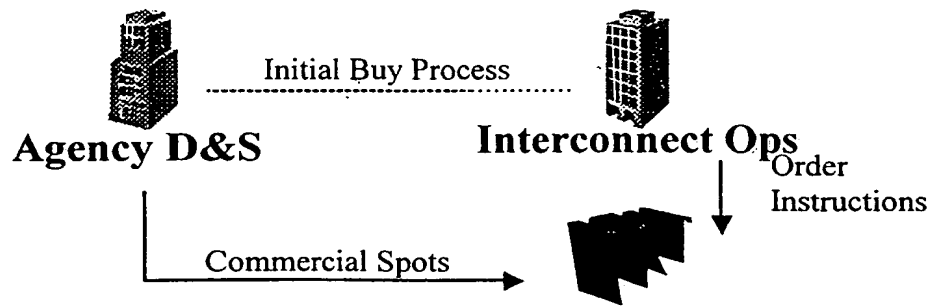 Initial Buy Process
Agency D&S
Interconnect Ops
Order
Instructions
Commercial Spots